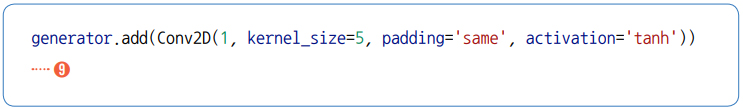 generator.add(Conv2D(1, kernel_size=5, padding='same', activation='tanh'))
····· ❾